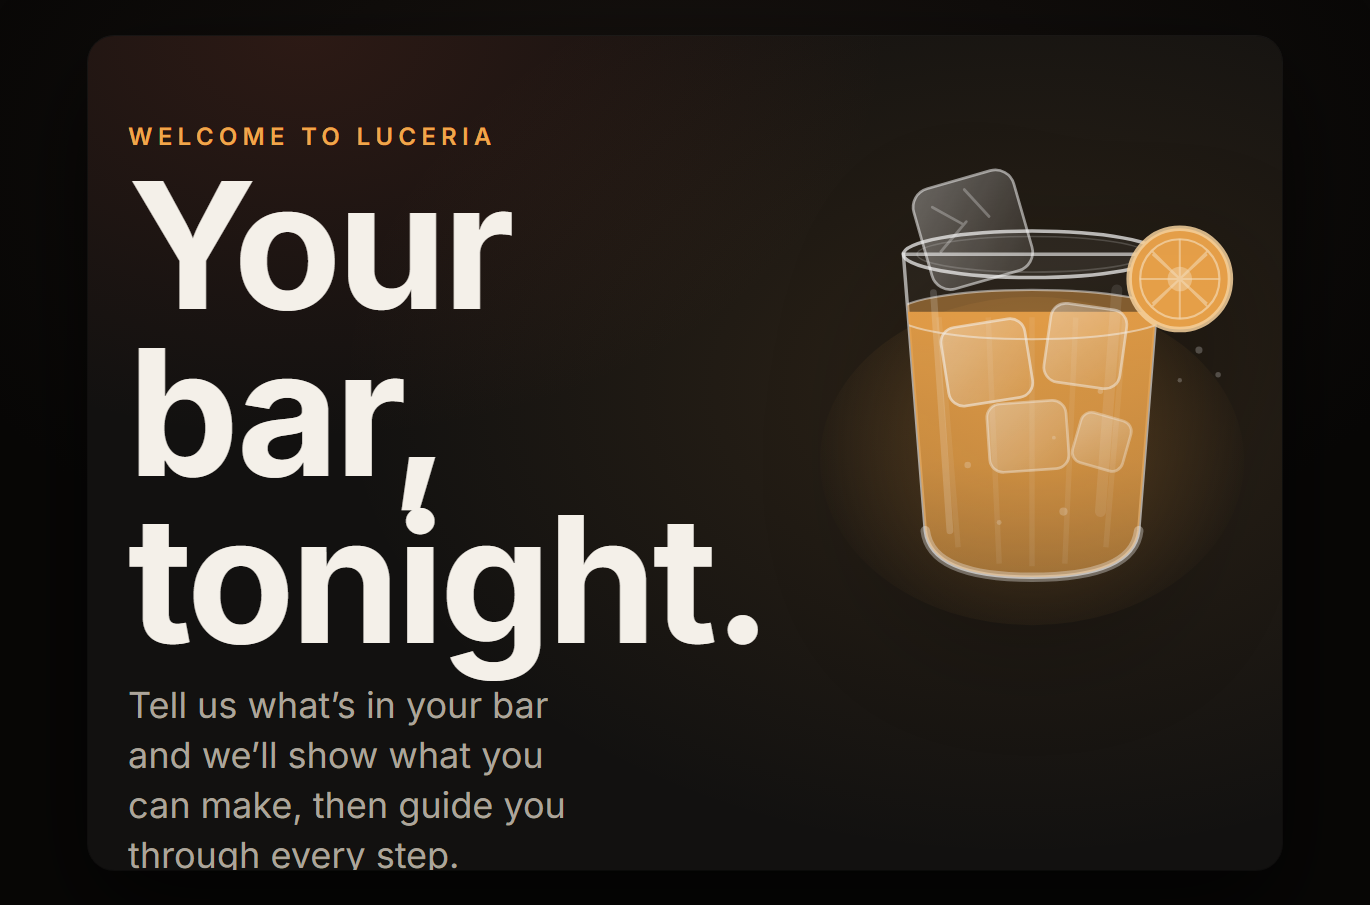 WELCOME TO LUCERIA
Your
bar,
tonight.
Tell us what’s in your bar
and we’ll show what you
can make, then guide you
through every step.